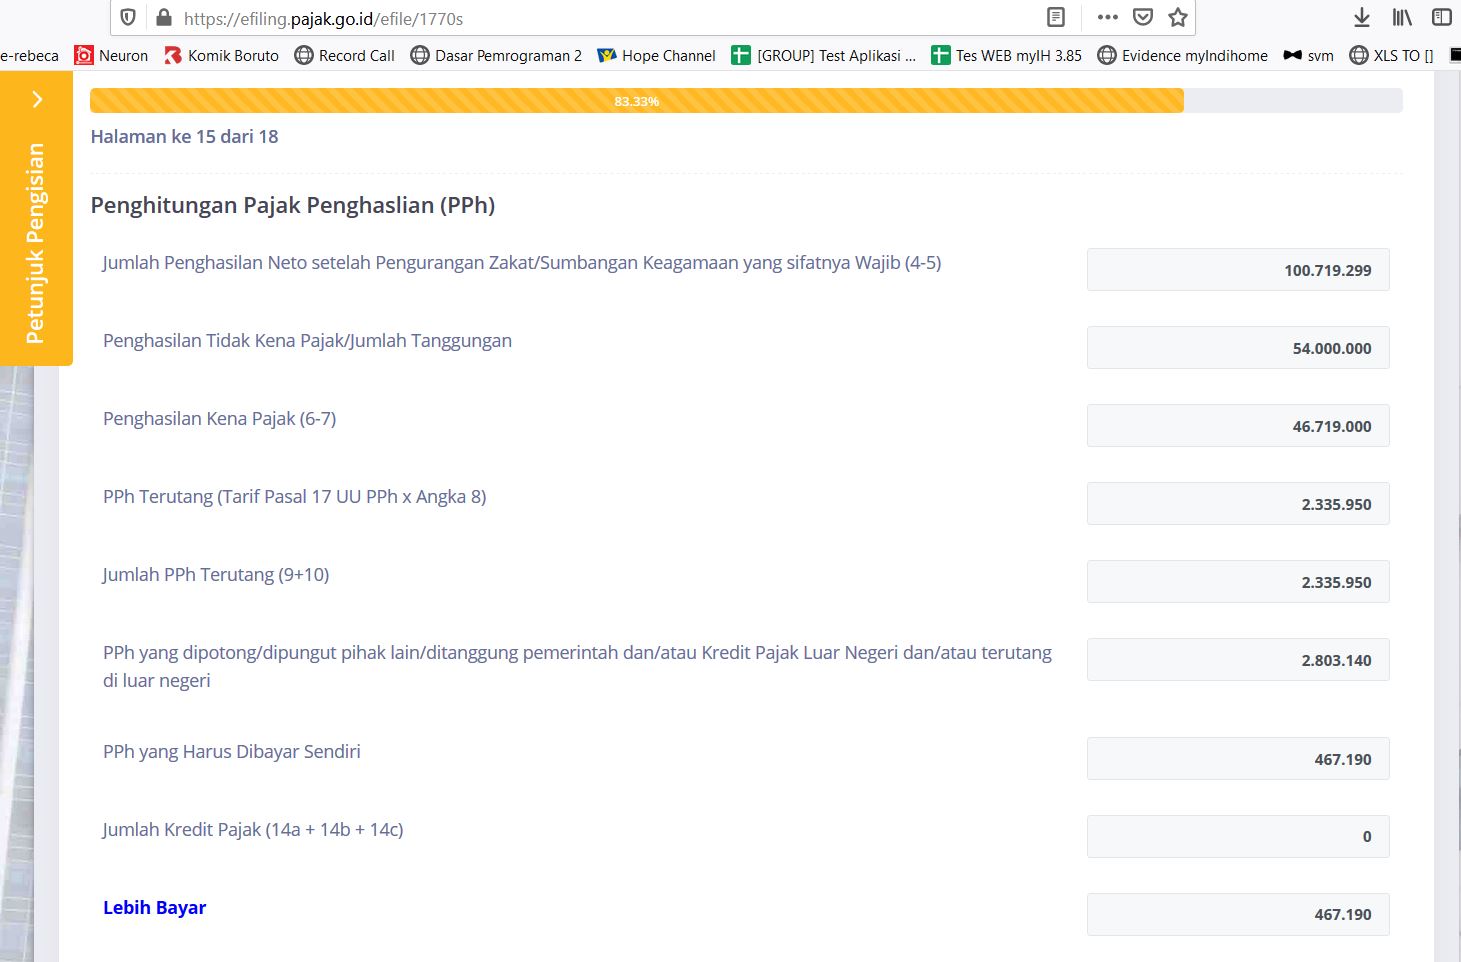 https://efiling.pajak.go.id/efile/1770s
e-rebeca Neuron Komik Boruto Record Call Dasar Pemrograman 2 Hope Channel [GROUP] Test Aplikasi ... Tes WEB myIH 3.85 Evidence myIndihome svm XLS TO []
Petunjuk Pengisian
83.33%
Halaman ke 15 dari 18
Penghitungan Pajak Penghaslian (PPh)
Jumlah Penghasilan Neto setelah Pengurangan Zakat/Sumbangan Keagamaan yang sifatnya Wajib (4-5)
100.719.299
Penghasilan Tidak Kena Pajak/Jumlah Tanggungan
54.000.000
Penghasilan Kena Pajak (6-7)
46.719.000
PPh Terutang (Tarif Pasal 17 UU PPh x Angka 8)
2.335.950
Jumlah PPh Terutang (9+10)
2.335.950
PPh yang dipotong/dipungut pihak lain/ditanggung pemerintah dan/atau Kredit Pajak Luar Negeri dan/atau terutang
di luar negeri
2.803.140
PPh yang Harus Dibayar Sendiri
467.190
Jumlah Kredit Pajak (14a + 14b + 14c)
0
Lebih Bayar
467.190